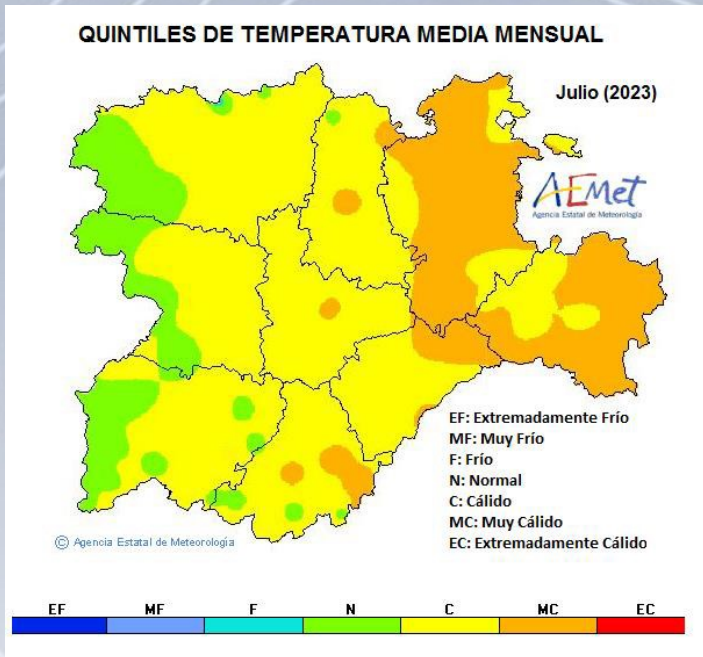 QUINTILES DE TEMPERATURA MEDIA MENSUAL
Julio (2023)
AEMet
Agencia Estatal de Meteorología
EF: Extremadamente Frío
MF: Muy Frío
F: Frío
N: Normal
C: Cálido
MC: Muy Cálido
EC: Extremadamente Cálido
© Agencia Estatal de Meteorología
EF MF F N C MC EC